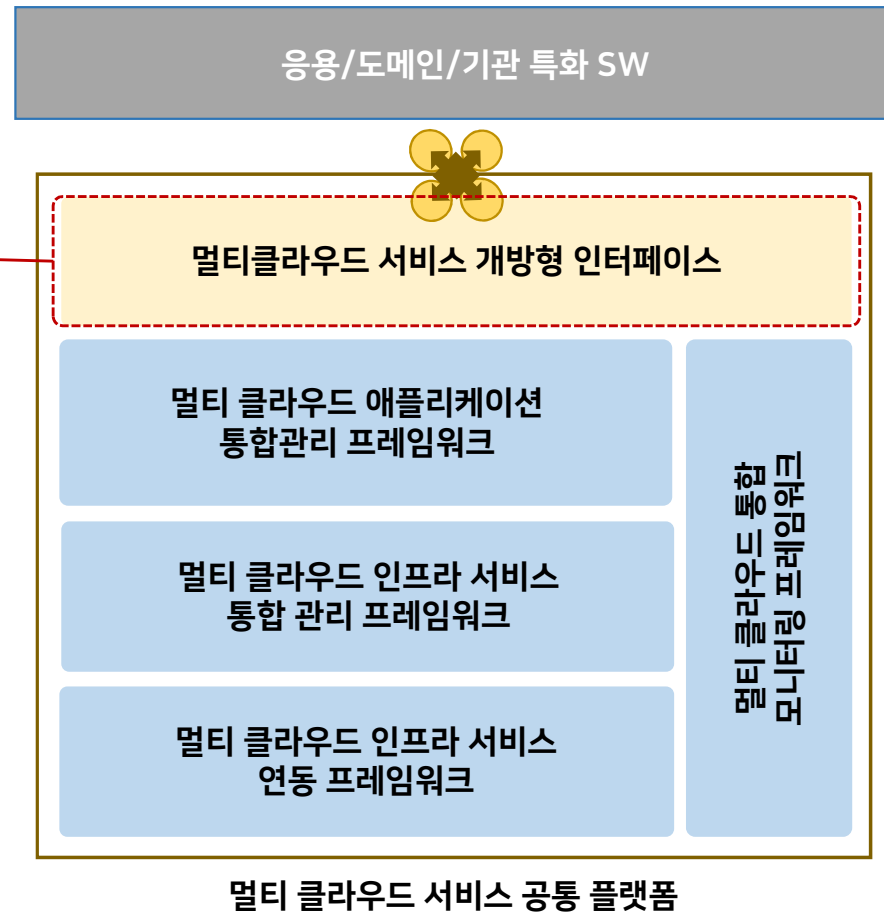 응용/도메인/기관 특화 SW
멀티클라우드 서비스 개방형 인터페이스
멀티 클라우드 애플리케이션
통합관리 프레임워크
멀티 클라우드 인프라 서비스
통합 관리 프레임워크
멀티 클라우드 인프라 서비스
연동 프레임워크
멀티 클라우드 통합
모니터링 프레임워크
멀티 클라우드 서비스 공통 플랫폼